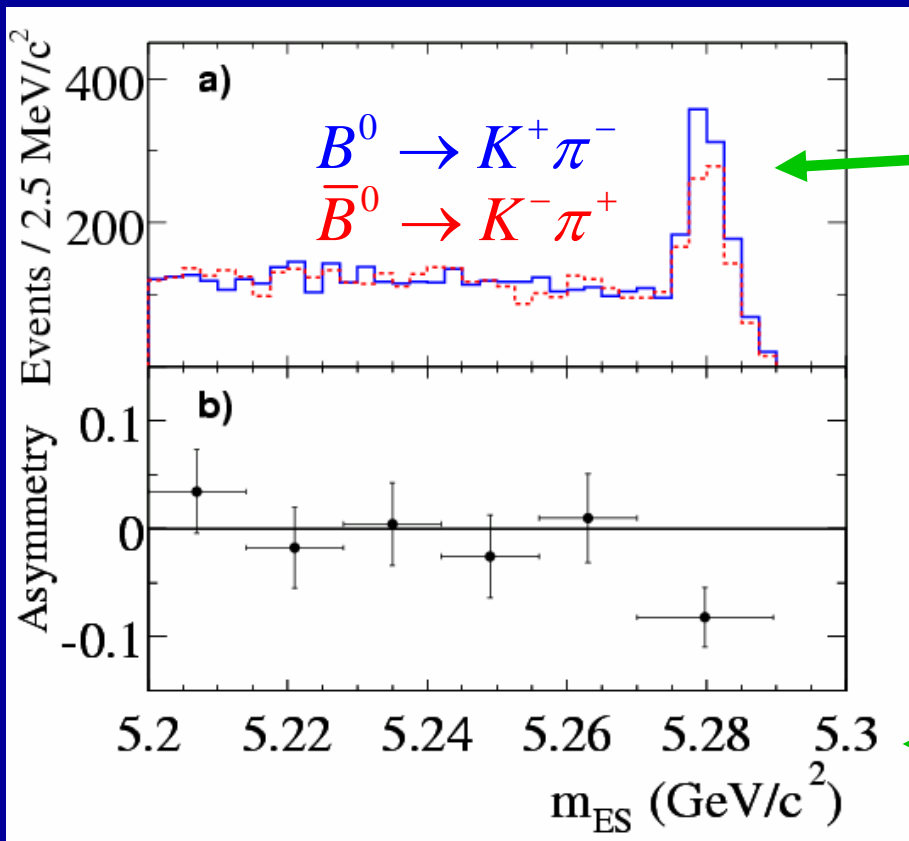 Events / 2.5 MeV/c²
400
200
a)
B⁰ → K⁺π⁻
B̅⁰ → K⁻π⁺
Asymmetry
0.1
0
-0.1
b)
5.2 5.22 5.24 5.26 5.28 5.3
m_ES (GeV/c²)